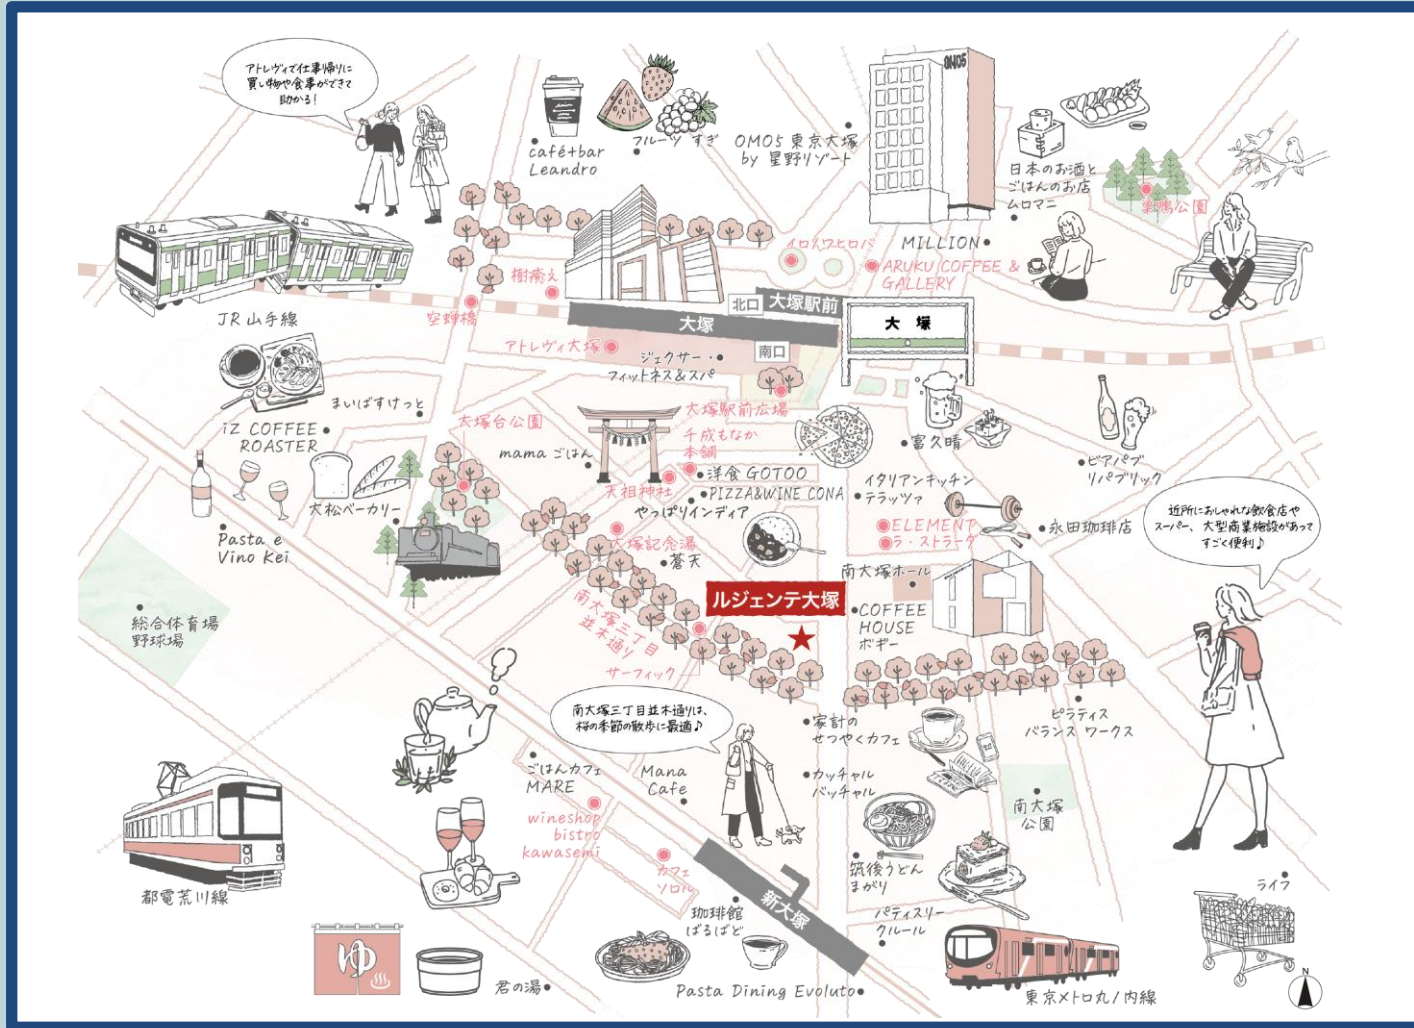 アトレヴィで仕事帰りに
買い物や食事ができて
助かる！
café+bar
Leandro
フルーツ すぎ
OMO5 東京大塚
by 星野リゾート
OMO5
日本のお酒と
ごはんのお店
ムロマニ
巣鴨公園
イロノワヒロバ
MILLION
ARUKU COFFEE &
GALLERY
樹癒え
空蝉橋
JR 山手線
北口
大塚駅前
大塚
大塚
アトレヴィ大塚
ジェクサー・
フィットネス&スパ
南口
大塚駅前広場
まいばすけっと
iZ COFFEE
ROASTER
大塚台公園
mama ごはん
千成もなか
本舗
洋食 GOTOO
天祖神社
PIZZA&WINE CONA
やっぱりインディア
富久晴
イタリアンキッチン
テラッツァ
ビアパブ
リパブリック
大松ベーカリー
Pasta e
Vino Kei
大塚記念湯
蒼天
ELEMENT
ラ・ストラーダ
永田珈琲店
近所におしゃれな飲食店や
スーパー、大型商業施設があって
すごく便利♪
南大塚ホール
ルジェンテ大塚
COFFEE
HOUSE
ボギー
総合体育場
野球場
南大塚三丁目
並木通り
サーフィック
南大塚三丁目並木通りは、
桜の季節の散歩に最適♪
家計の
せつやくカフェ
ピラティス
バランス ワークス
ごはんカフェ
MARE
Mana
Cafe
カッチャル
バッチャル
wineshop
bistro
kawasemi
南大塚
公園
カフェ
ソロル
筑後うどん
まがり
都電荒川線
新大塚
珈琲館
ぱるぱど
パティスリー
クルール
ライフ
ゆ
君の湯
Pasta Dining Evoluto
東京メトロ丸ノ内線
N